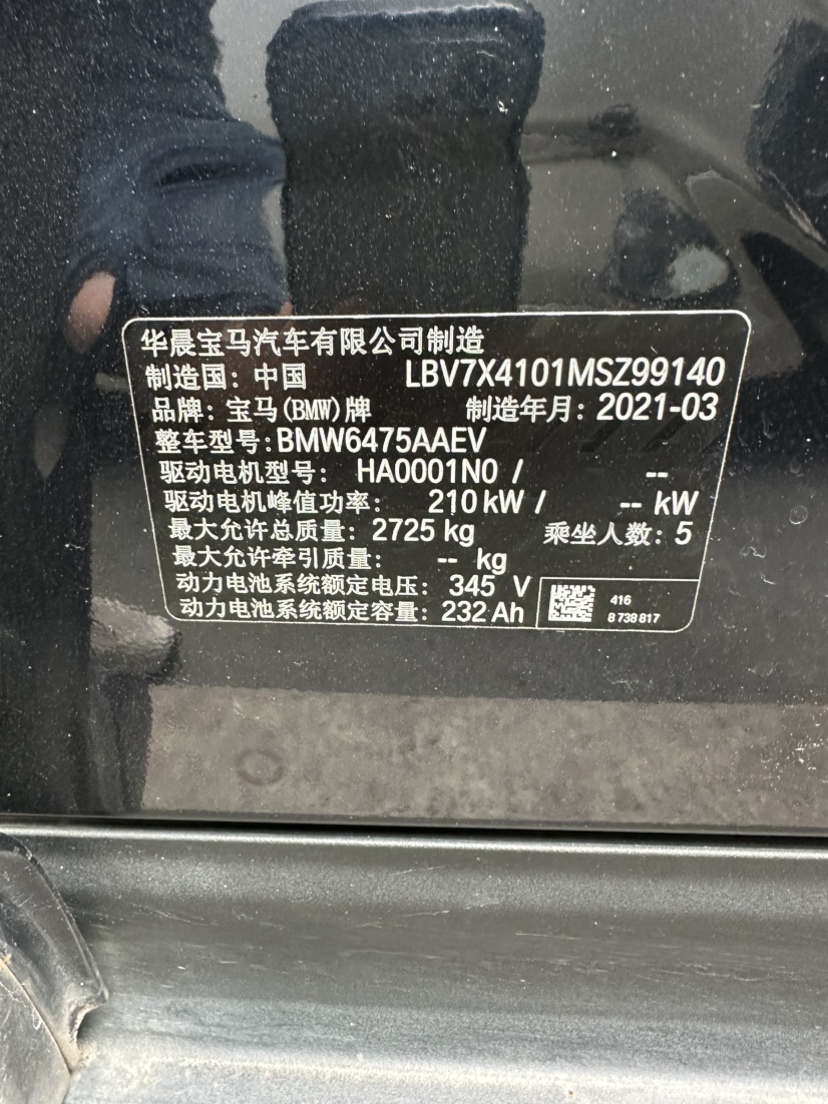 华晨宝马汽车有限公司制造
制造国：中国 LBV7X4101MSZ99140
品牌：宝马(BMW)牌 制造年月：2021-03
整车型号：BMW6475AAEV
驱动电机型号： HA0001N0 / --
驱动电机峰值功率： 210 kW / -- kW
最大允许总质量：2725 kg 乘坐人数：5
最大允许牵引质量： -- kg
动力电池系统额定电压： 345 V
动力电池系统额定容量：232 Ah
416
8 738 817